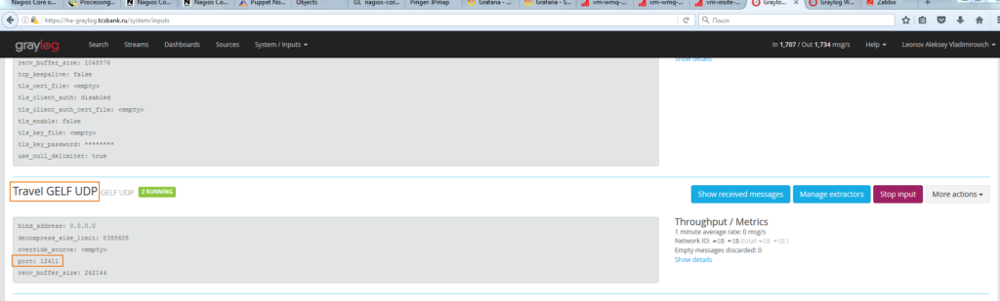 Nagios Core o
Processing...
Nagios Co...
Nagios Co...
Puppet No...
Objects
GL nagios-cor...
Pinger: IPmap
Grafana - ...
Grafana - S...
vm-wmq-...
vm-wmq-...
vm-insite-...
Graylog W...
Zabbix
https://ha-graylog.tcsbank.ru/system/inputs
Поиск
graylog Search Streams Dashboards Sources System / Inputs In 1,707 / Out 1,734 msg/s Help Leonov Aleksey Vladimirovich
recv_buffer_size: 1048576
Show details
tcp_keepalive: false
tls_cert_file: <empty>
tls_client_auth: disabled
tls_client_auth_cert_file: <empty>
tls_enable: false
tls_key_file: <empty>
tls_key_password: ********
use_null_delimiter: true
Travel GELF UDP GELF UDP 2 RUNNING
Show received messages Manage extractors Stop input More actions
bind_address: 0.0.0.0
decompress_size_limit: 8388608
override_source: <empty>
port: 12411
recv_buffer_size: 262144
Throughput / Metrics
1 minute average rate: 0 msg/s
Network IO: 0B 0B (total: 0B 0B )
Empty messages discarded: 0
Show details